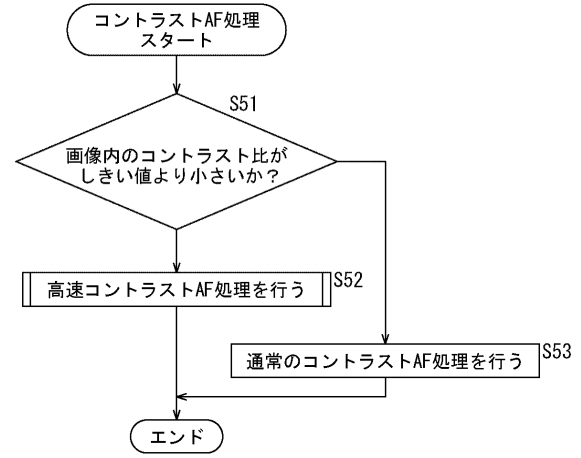 コントラストAF処理
スタート
S51
画像内のコントラスト比が
しきい値より小さいか？
高速コントラストAF処理を行う
S52
通常のコントラストAF処理を行う
S53
エンド